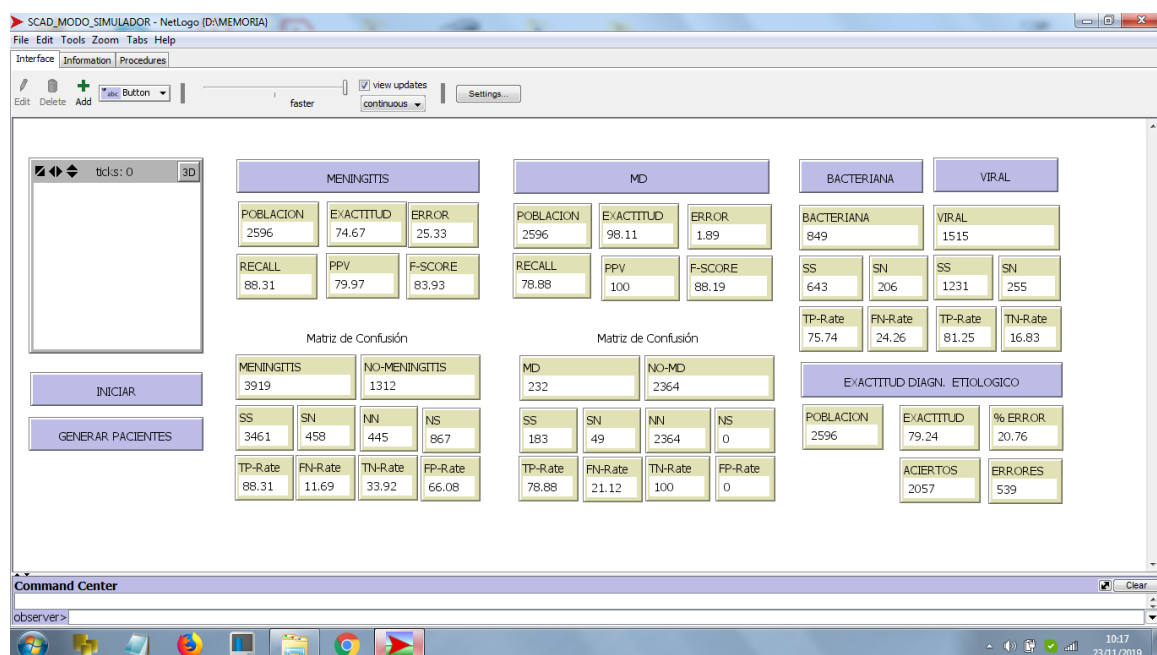 SCAD_MODO_SIMULADOR - NetLogo {D:\MEMORIA}
File Edit Tools Zoom Tabs Help
Interface Information Procedures
Edit Delete Add abc Button faster view updates continuous Settings...
ticks: 0 3D
INICIAR
GENERAR PACIENTES
MENINGITIS
POBLACION EXACTITUD ERROR
2596 74.67 25.33
RECALL PPV F-SCORE
88.31 79.97 83.93
Matriz de Confusión
MENINGITIS NO-MENINGITIS
3919 1312
SS SN NN NS
3461 458 445 867
TP-Rate FN-Rate TN-Rate FP-Rate
88.31 11.69 33.92 66.08
MD
POBLACION EXACTITUD ERROR
2596 98.11 1.89
RECALL PPV F-SCORE
78.88 100 88.19
Matriz de Confusión
MD NO-MD
232 2364
SS SN NN NS
183 49 2364 0
TP-Rate FN-Rate TN-Rate FP-Rate
78.88 21.12 100 0
BACTERIANA VIRAL
BACTERIANA VIRAL
849 1515
SS SN SS SN
643 206 1231 255
TP-Rate FN-Rate TP-Rate TN-Rate
75.74 24.26 81.25 16.83
EXACTITUD DIAGN. ETIOLOGICO
POBLACION EXACTITUD % ERROR
2596 79.24 20.76
ACIERTOS ERRORES
2057 539
Command Center Clear
observer>
10:17
23/11/2019